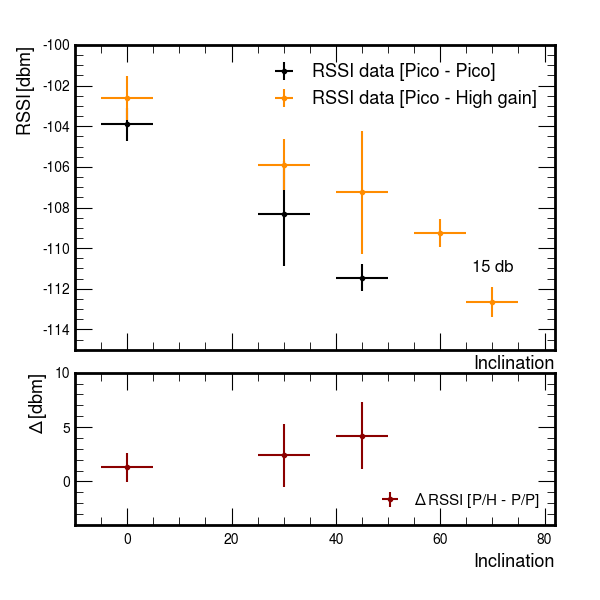 RSSI [dbm]
-100
-102
-104
-106
-108
-110
-112
-114
RSSI data [Pico - Pico]
RSSI data [Pico - High gain]
15 db
Inclination
Δ [dbm]
10
5
0
Δ RSSI [P/H - P/P]
0 20 40 60 80
Inclination